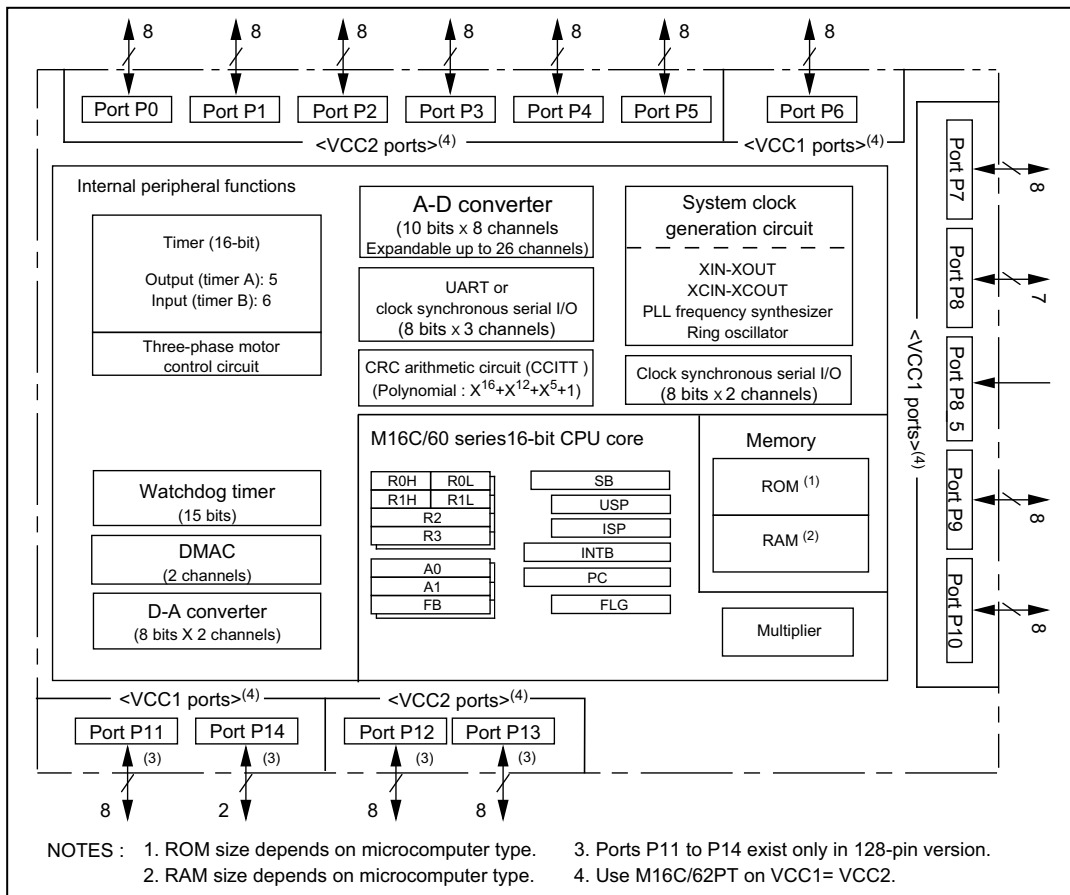 8 8 8 8 8 8 8
Port P0 Port P1 Port P2 Port P3 Port P4 Port P5 Port P6
<VCC2 ports>(4) <VCC1 ports>(4)
Internal peripheral functions
Timer (16-bit)
Output (timer A): 5
Input (timer B): 6
Three-phase motor
control circuit
Watchdog timer
(15 bits)
DMAC
(2 channels)
D-A converter
(8 bits X 2 channels)
A-D converter
(10 bits x 8 channels
Expandable up to 26 channels)
UART or
clock synchronous serial I/O
(8 bits x 3 channels)
CRC arithmetic circuit (CCITT )
(Polynomial : X16+X12+X5+1)
System clock
generation circuit
XIN-XOUT
XCIN-XCOUT
PLL frequency synthesizer
Ring oscillator
Clock synchronous serial I/O
(8 bits x 2 channels)
M16C/60 series16-bit CPU core
R0H R0L
R1H R1L
R2
R3
A0
A1
FB
SB
USP
ISP
INTB
PC
FLG
Memory
ROM (1)
RAM (2)
Multiplier
<VCC1 ports>(4)
Port P7 8
Port P8 7
Port P8_5
Port P9 8
Port P10 8
<VCC1 ports>(4) <VCC2 ports>(4)
Port P11 Port P14 Port P12 Port P13
(3) (3) (3) (3)
8 2 8 8
NOTES : 1. ROM size depends on microcomputer type.
2. RAM size depends on microcomputer type.
3. Ports P11 to P14 exist only in 128-pin version.
4. Use M16C/62PT on VCC1= VCC2.